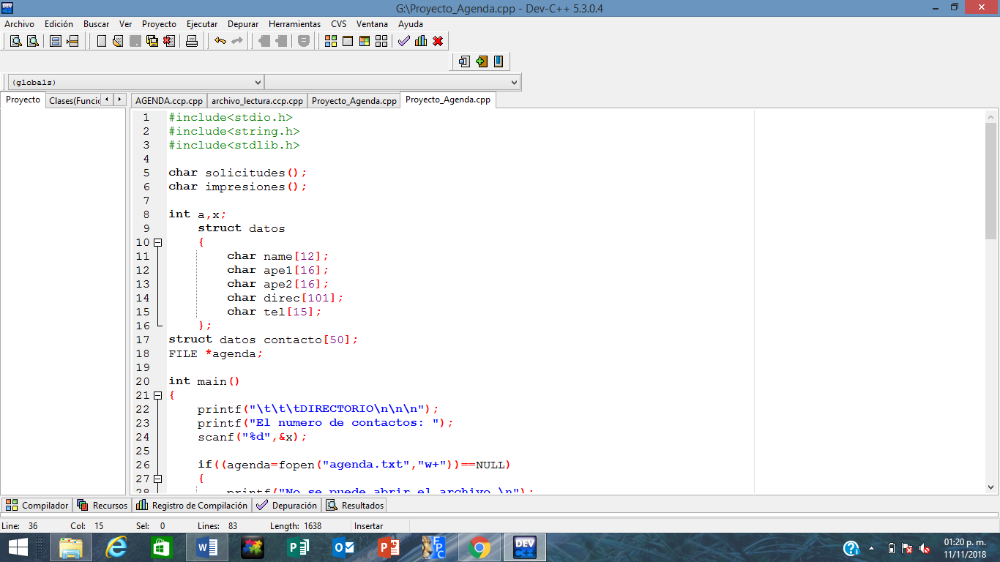 G:\Proyecto_Agenda.cpp - Dev-C++ 5.3.0.4
Archivo Edición Buscar Ver Proyecto Ejecutar Depurar Herramientas CVS Ventana Ayuda
(globals)
Proyecto Clases(Funcic AGENDA.ccp.cpp archivo_lectura.ccp.cpp Proyecto_Agenda.cpp Proyecto_Agenda.cpp
1 #include<stdio.h>
2 #include<string.h>
3 #include<stdlib.h>
4
5 char solicitudes();
6 char impresiones();
7
8 int a,x;
9 struct datos
10 {
11 char name[12];
12 char ape1[16];
13 char ape2[16];
14 char direc[101];
15 char tel[15];
16 };
17 struct datos contacto[50];
18 FILE *agenda;
19
20 int main()
21 {
22 printf("\t\t\tDIRECTORIO\n\n\n");
23 printf("El numero de contactos: ");
24 scanf("%d",&x);
25
26 if((agenda=fopen("agenda.txt","w+"))==NULL)
27 {
28 printf("No se puede abrir el archivo.\n");
Compilador Recursos Registro de Compilación Depuración Resultados
Line: 36 Col: 15 Sel: 0 Lines: 83 Length: 1638 Insertar
01:20 p. m.
11/11/2018